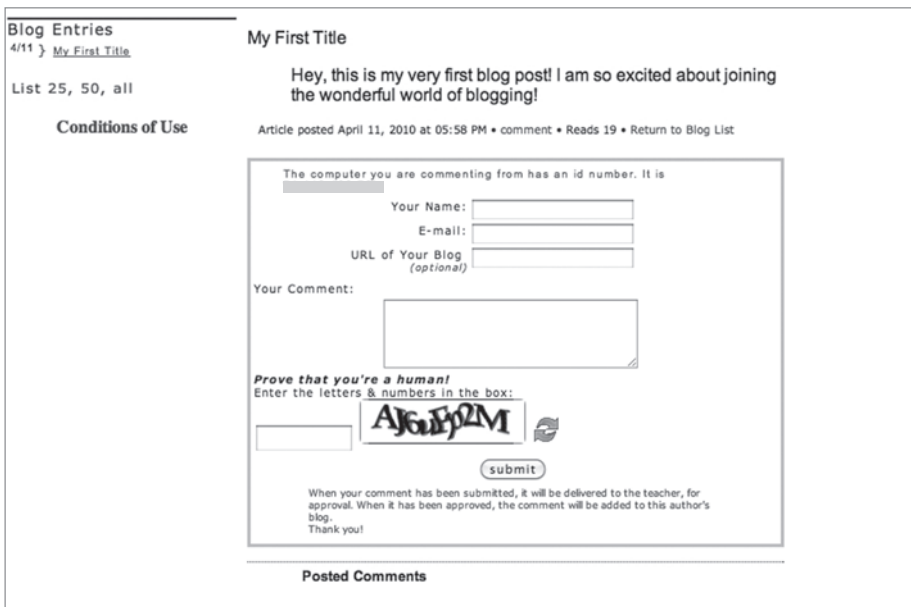 Blog Entries
4/11 } My First Title
List 25, 50, all
Conditions of Use
My First Title
Hey, this is my very first blog post! I am so excited about joining
the wonderful world of blogging!
Article posted April 11, 2010 at 05:58 PM • comment • Reads 19 • Return to Blog List
The computer you are commenting from has an id number. It is
Your Name:
E-mail:
URL of Your Blog
(optional)
Your Comment:
Prove that you're a human!
Enter the letters & numbers in the box:
submit
When your comment has been submitted, it will be delivered to the teacher, for
approval. When it has been approved, the comment will be added to this author's
blog.
Thank you!
Posted Comments